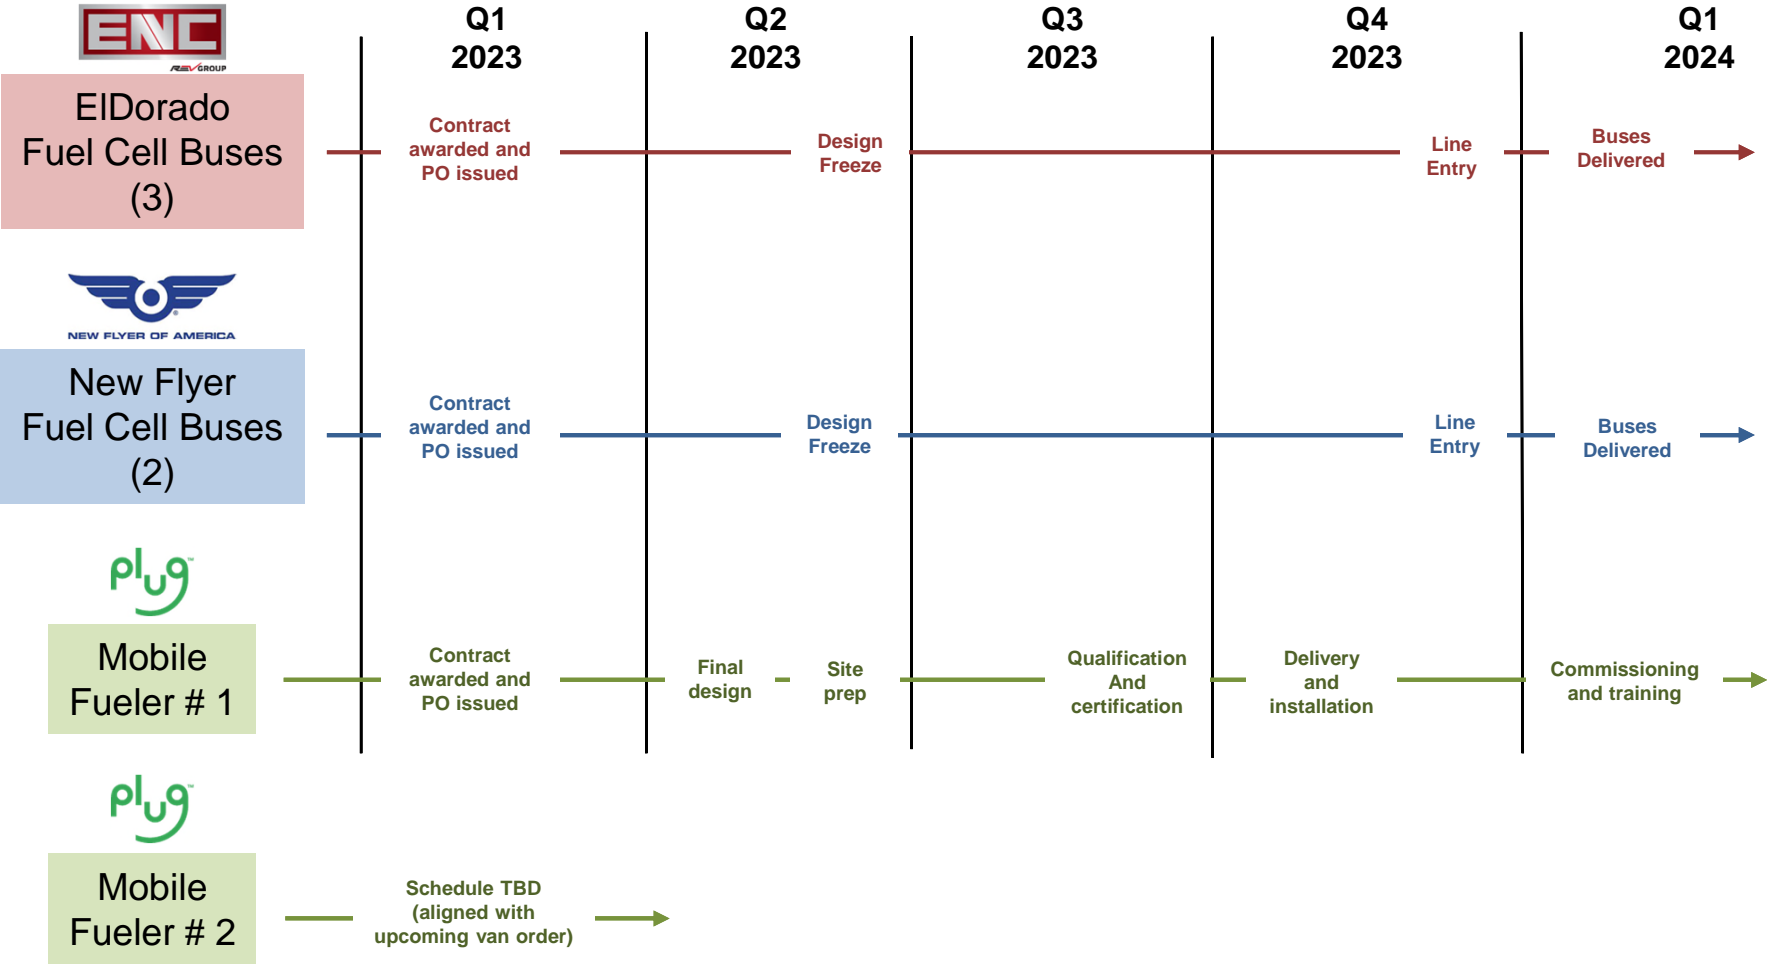 ENC
REV GROUP
Q1
2023
Q2
2023
Q3
2023
Q4
2023
Q1
2024
ElDorado
Fuel Cell Buses
(3)
Contract
awarded and
PO issued
Design
Freeze
Line
Entry
Buses
Delivered
NEW FLYER OF AMERICA
New Flyer
Fuel Cell Buses
(2)
Contract
awarded and
PO issued
Design
Freeze
Line
Entry
Buses
Delivered
plug
Mobile
Fueler # 1
Contract
awarded and
PO issued
Final
design
Site
prep
Qualification
And
certification
Delivery
and
installation
Commissioning
and training
plug
Mobile
Fueler # 2
Schedule TBD
(aligned with
upcoming van order)